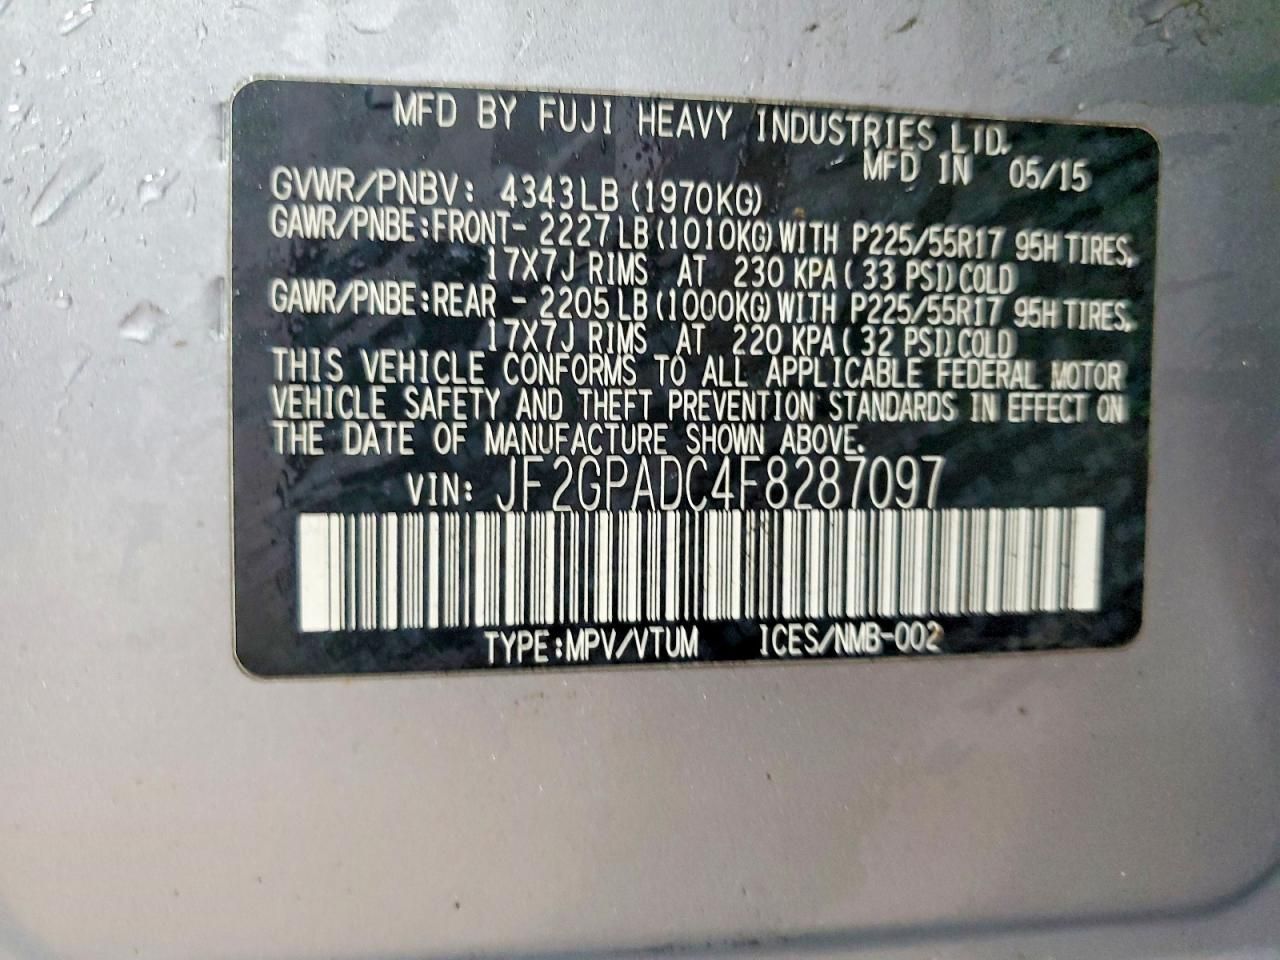 MFD BY FUJI HEAVY INDUSTRIES LTD.
MFD IN 05/15
GVWR/PNBV: 4343LB (1970KG)
GAWR/PNBE:FRONT- 2227LB (1010KG) WITH P225/55R17 95H TIRES,
17X7J RIMS AT 230 KPA ( 33 PSI) COLD
GAWR/PNBE:REAR - 2205LB (1000KG) WITH P225/55R17 95H TIRES,
17X7J RIMS AT 220 KPA ( 32 PSI) COLD
THIS VEHICLE CONFORMS TO ALL APPLICABLE FEDERAL MOTOR
VEHICLE SAFETY AND THEFT PREVENTION STANDARDS IN EFFECT ON
THE DATE OF MANUFACTURE SHOWN ABOVE.
VIN: JF2GPADC4F8287097
TYPE:MPV/VTUM ICES/NMB-002